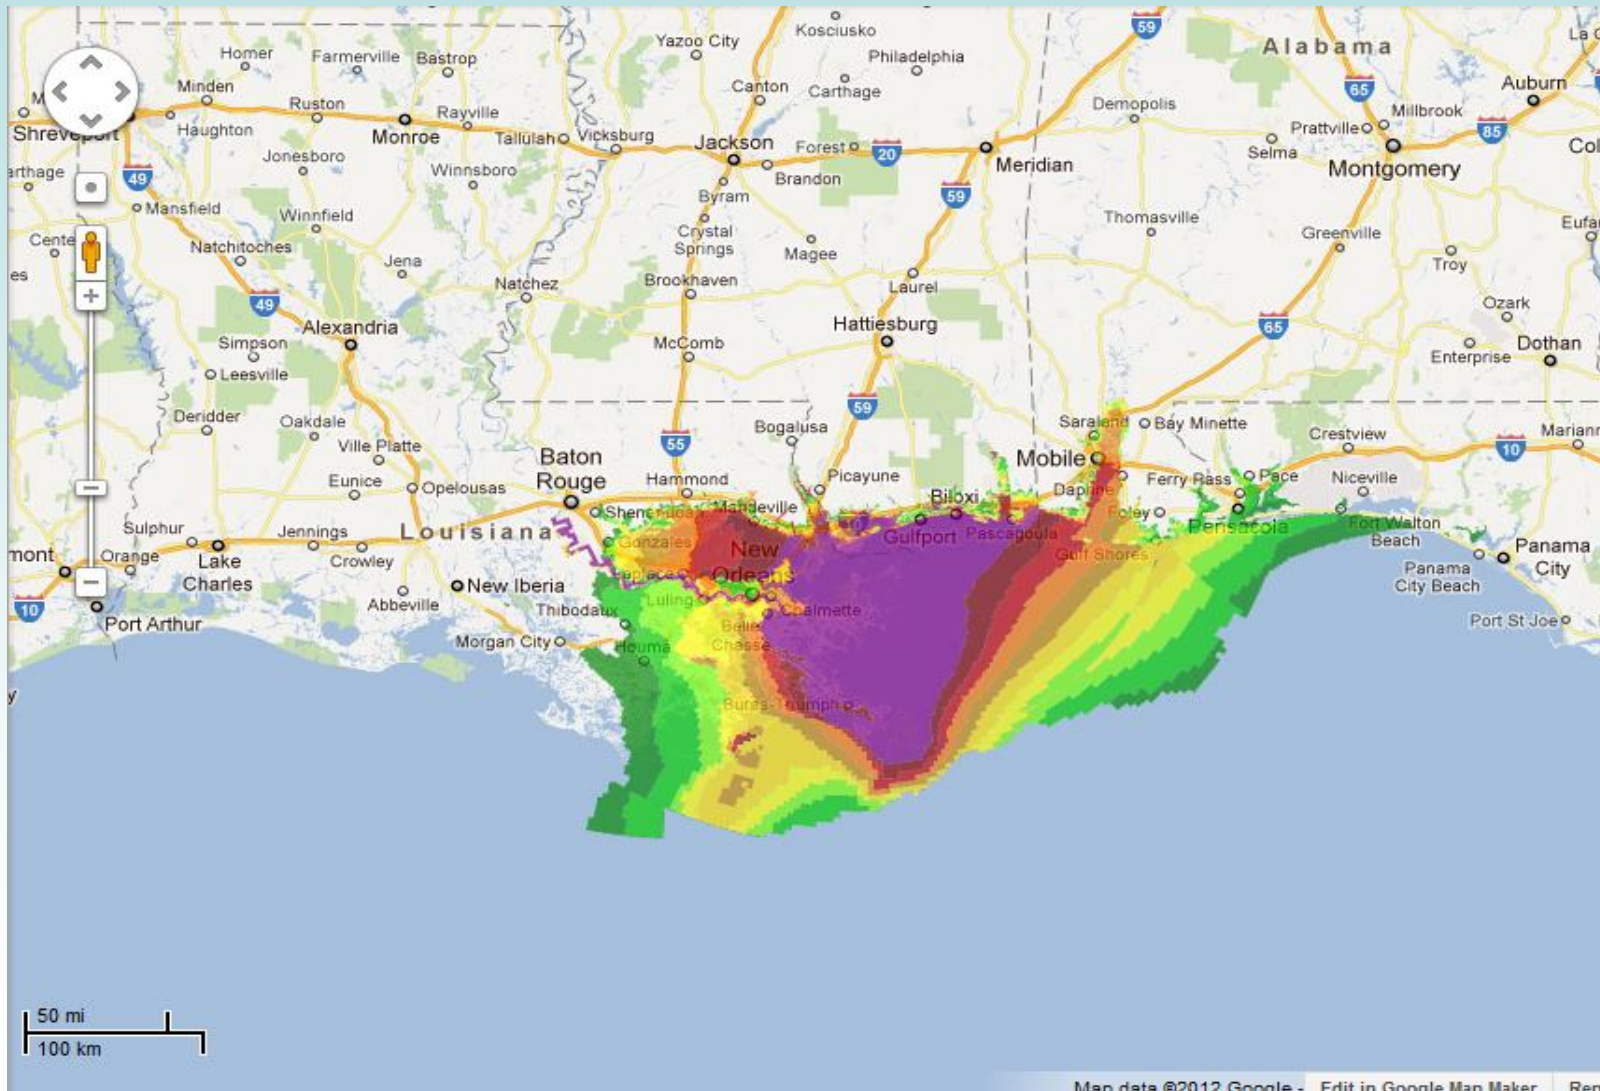 Kosciusko
59
Alabama
Yazoo City
Homer
Farmerville
Bastrop
Philadelphia
Minden
Canton
Carthage
65
Auburn
Ruston
Rayville
Demopolis
Millbrook
Shreveport
Haughton
Monroe
Tallulah
Vicksburg
Jackson
Forest
20
Prattville
85
Jonesboro
Meridian
Selma
Montgomery
49
Winnsboro
Brandon
Byram
59
Mansfield
Winnfield
Crystal
Springs
Magee
Thomasville
Greenville
Natchitoches
Jena
Troy
Natchez
Brookhaven
Laurel
49
Ozark
Alexandria
Hattiesburg
65
Simpson
McComb
Enterprise
Dothan
Leesville
59
Deridder
Oakdale
Bogalusa
Saraland
Bay Minette
55
Crestview
Ville Platte
Baton
Rouge
Mobile
10
Eunice
Opelousas
Hammond
Picayune
Daphne
Ferry Pass
Pace
Niceville
Biloxi
Mandeville
Foley
Sulphur
Jennings
Louisiana
Gulfport
Pascagoula
Pensacola
Fort Walton
Beach
Orange
Lake
Charles
Crowley
Gonzales
New
Orleans
Gulf Shores
Panama
City
New Iberia
Laplace
Panama
City Beach
10
Abbeville
Thibodaux
Luling
Chalmette
Port Arthur
Morgan City
Houma
Belle
Chasse
Port St Joe
Buras-Triumph
50 mi
100 km
Map data ©2012 Google - Edit in Google Map Maker